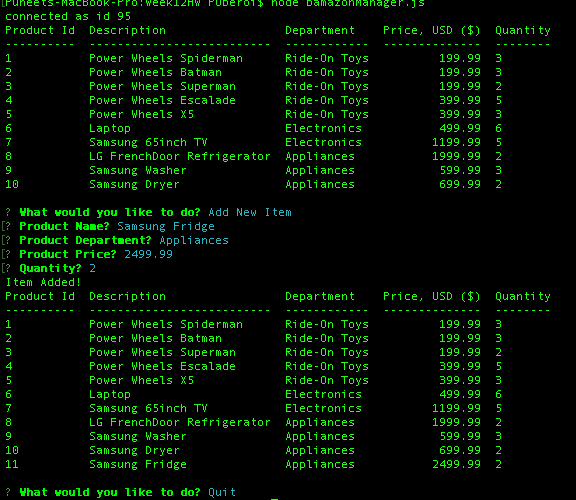 Puneets-MacBook-Pro:Week12HW PUberoi$ node bamazonManager.js
connected as id 95
Product Id  Description                 Department    Price, USD ($)  Quantity
----------  --------------------------  ------------  --------------  --------
1           Power Wheels Spiderman      Ride-On Toys          199.99  3
2           Power Wheels Batman         Ride-On Toys          199.99  3
3           Power Wheels Superman       Ride-On Toys          199.99  2
4           Power Wheels Escalade       Ride-On Toys          399.99  5
5           Power Wheels X5             Ride-On Toys          399.99  3
6           Laptop                      Electronics           499.99  6
7           Samsung 65inch TV           Electronics          1199.99  5
8           LG FrenchDoor Refrigerator  Appliances           1999.99  2
9           Samsung Washer              Appliances            599.99  3
10          Samsung Dryer               Appliances            699.99  2
? What would you like to do? Add New Item
[? Product Name? Samsung Fridge
[? Product Department? Appliances
[? Product Price? 2499.99
[? Quantity? 2
Item Added!
Product Id  Description                 Department    Price, USD ($)  Quantity
----------  --------------------------  ------------  --------------  --------
1           Power Wheels Spiderman      Ride-On Toys          199.99  3
2           Power Wheels Batman         Ride-On Toys          199.99  3
3           Power Wheels Superman       Ride-On Toys          199.99  2
4           Power Wheels Escalade       Ride-On Toys          399.99  5
5           Power Wheels X5             Ride-On Toys          399.99  3
6           Laptop                      Electronics           499.99  6
7           Samsung 65inch TV           Electronics          1199.99  5
8           LG FrenchDoor Refrigerator  Appliances           1999.99  2
9           Samsung Washer              Appliances            599.99  3
10          Samsung Dryer               Appliances            699.99  2
11          Samsung Fridge              Appliances           2499.99  2
? What would you like to do? Quit